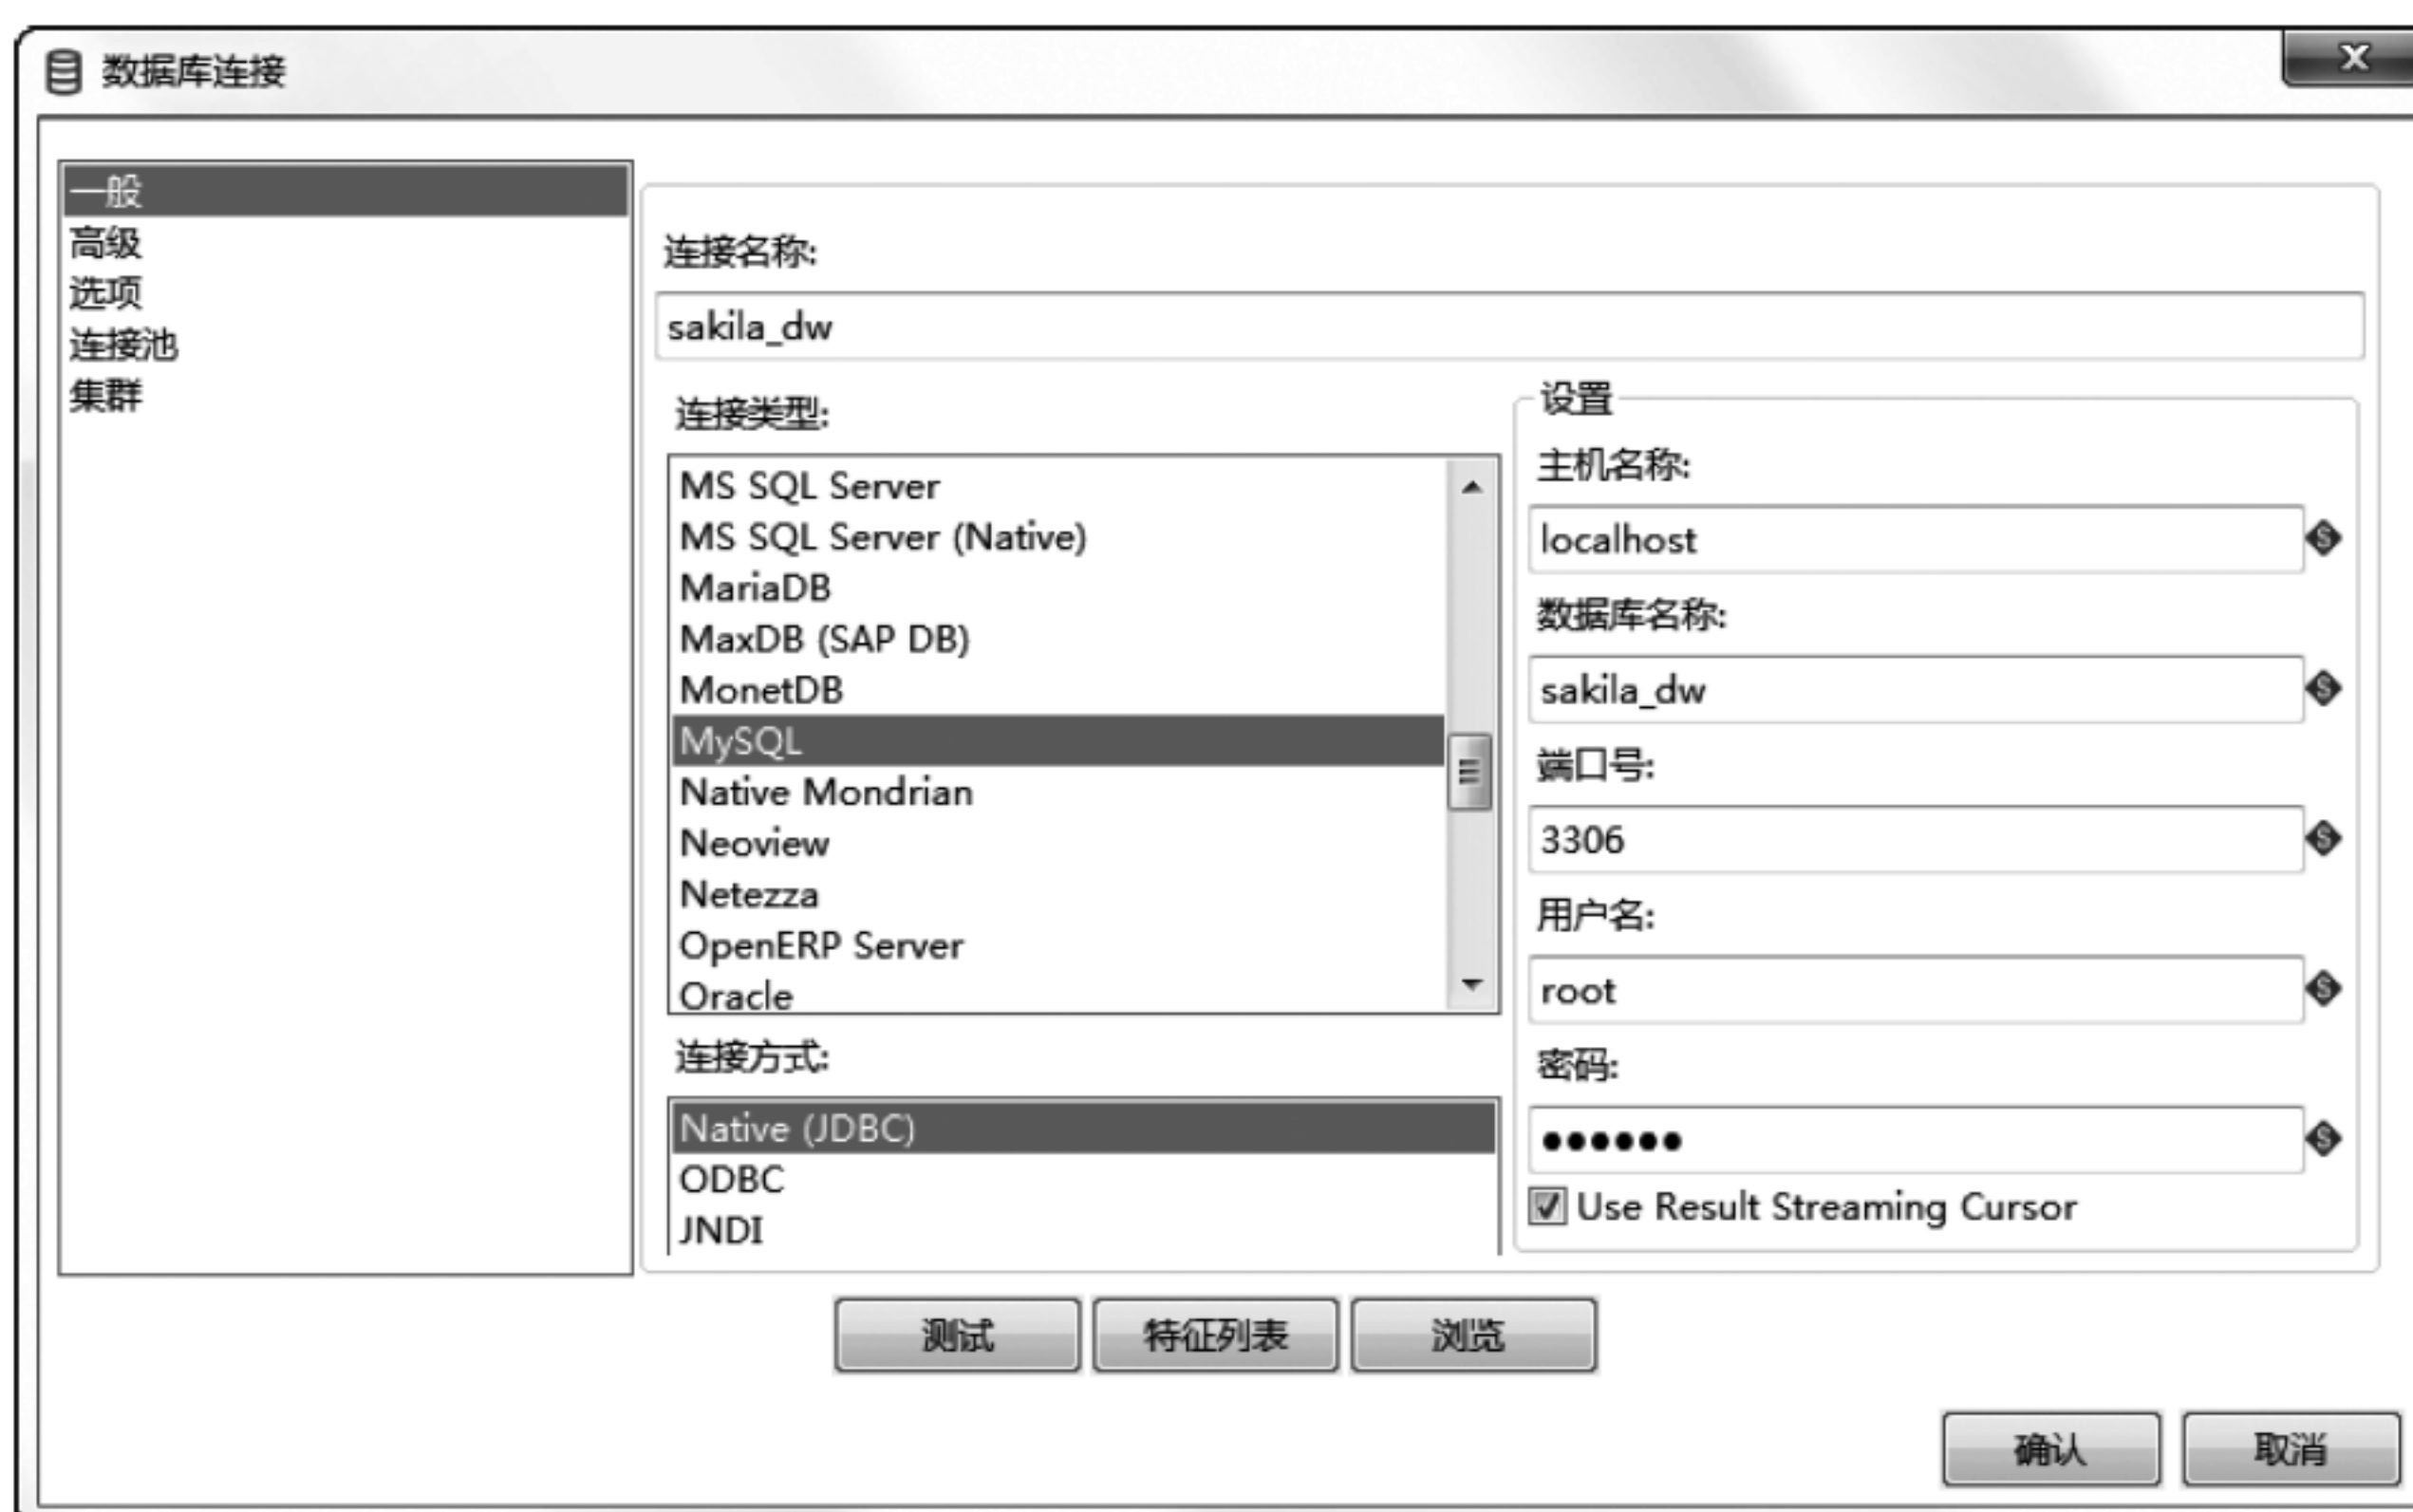 数据库连接
一般
高级
选项
连接池
集群
连接名称:
sakila_dw
连接类型:
MS SQL Server
MS SQL Server (Native)
MariaDB
MaxDB (SAP DB)
MonetDB
MySQL
Native Mondrian
Neoview
Netezza
OpenERP Server
Oracle
连接方式:
Native (JDBC)
ODBC
JNDI
设置
主机名称:
localhost
数据库名称:
sakila_dw
端口号:
3306
用户名:
root
密码:
●●●●●●
Use Result Streaming Cursor
测试
特征列表
浏览
确认
取消